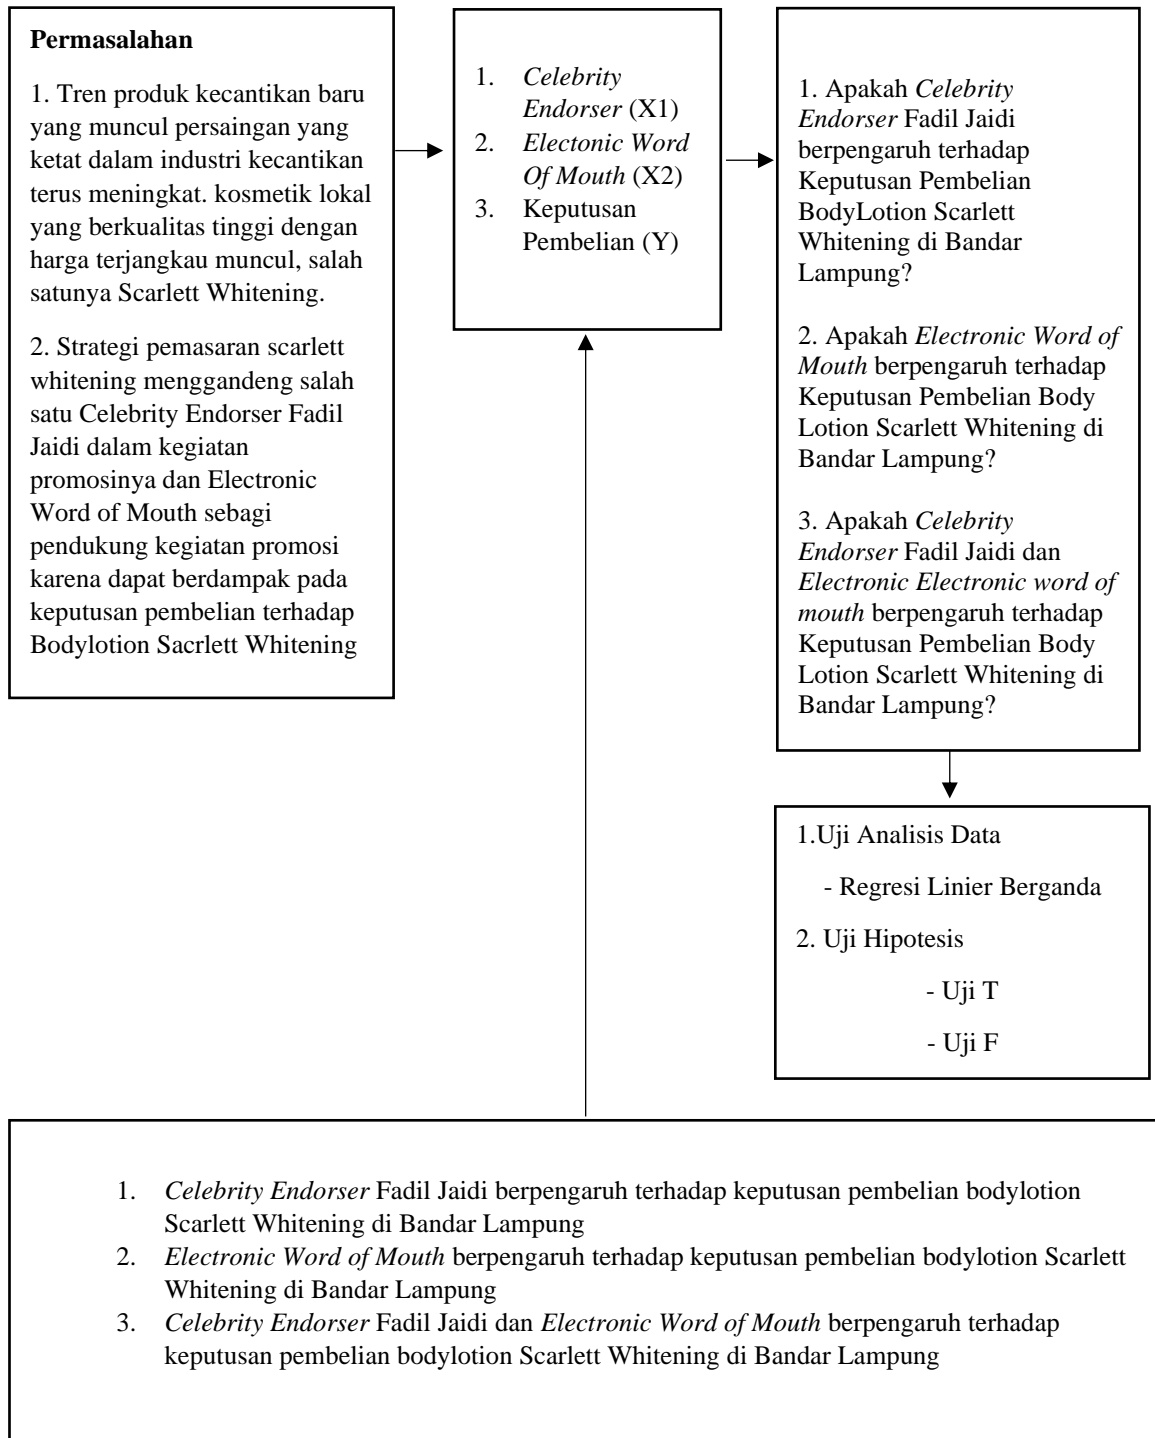 Permasalahan
1. Tren produk kecantikan baru
yang muncul persaingan yang
ketat dalam industri kecantikan
terus meningkat. kosmetik lokal
yang berkualitas tinggi dengan
harga terjangkau muncul, salah
satunya Scarlett Whitening.
2. Strategi pemasaran scarlett
whitening menggandeng salah
satu Celebrity Endorser Fadil
Jaidi dalam kegiatan
promosinya dan Electronic
Word of Mouth sebagi
pendukung kegiatan promosi
karena dapat berdampak pada
keputusan pembelian terhadap
Bodylotion Sacrlett Whitening
1. Celebrity
Endorser (X1)
2. Electonic Word
Of Mouth (X2)
3. Keputusan
Pembelian (Y)
1. Apakah Celebrity
Endorser Fadil Jaidi
berpengaruh terhadap
Keputusan Pembelian
BodyLotion Scarlett
Whitening di Bandar
Lampung?
2. Apakah Electronic Word of
Mouth berpengaruh terhadap
Keputusan Pembelian Body
Lotion Scarlett Whitening di
Bandar Lampung?
3. Apakah Celebrity
Endorser Fadil Jaidi dan
Electronic Electronic word of
mouth berpengaruh terhadap
Keputusan Pembelian Body
Lotion Scarlett Whitening di
Bandar Lampung?
1.Uji Analisis Data
- Regresi Linier Berganda
2. Uji Hipotesis
- Uji T
- Uji F
1. Celebrity Endorser Fadil Jaidi berpengaruh terhadap keputusan pembelian bodylotion
Scarlett Whitening di Bandar Lampung
2. Electronic Word of Mouth berpengaruh terhadap keputusan pembelian bodylotion Scarlett
Whitening di Bandar Lampung
3. Celebrity Endorser Fadil Jaidi dan Electronic Word of Mouth berpengaruh terhadap
keputusan pembelian bodylotion Scarlett Whitening di Bandar Lampung